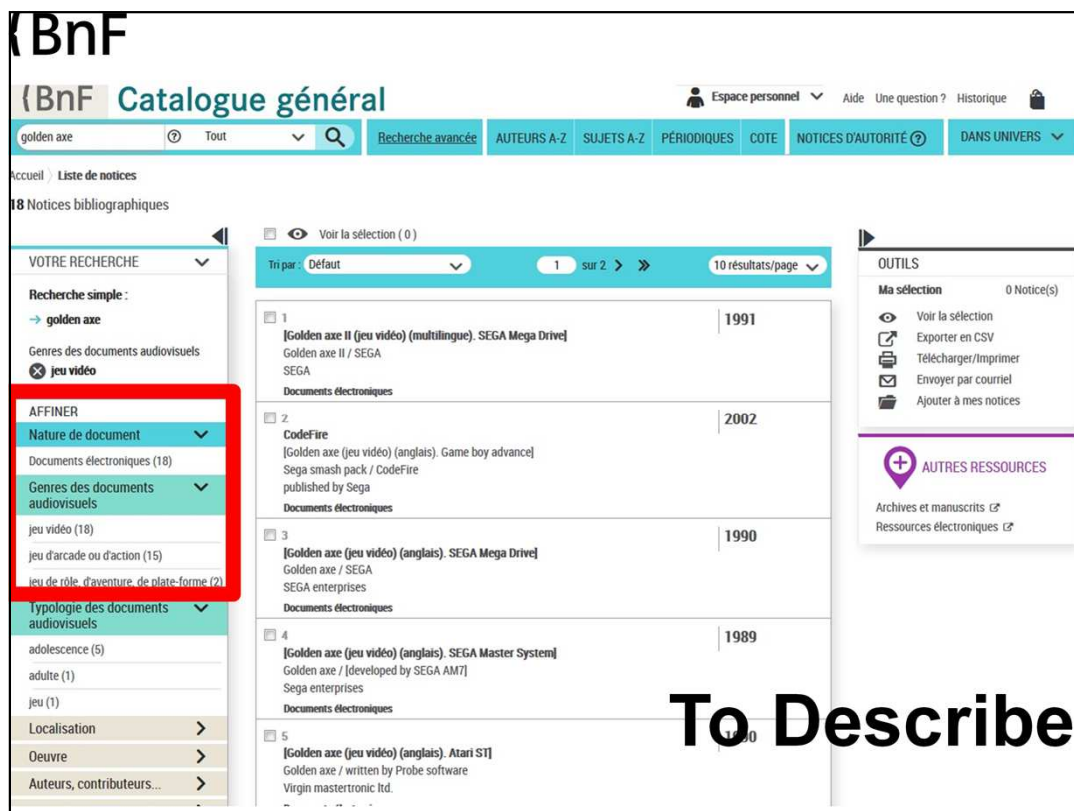 {BnF
{BnF Catalogue général
Espace personnel Aide Une question ? Historique
golden axe ? Tout Recherche avancée AUTEURS A-Z SUJETS A-Z PÉRIODIQUES COTE NOTICES D'AUTORITÉ ? DANS UNIVERS
Accueil Liste de notices
18 Notices bibliographiques
VOTRE RECHERCHE
Recherche simple :
→ golden axe
Genres des documents audiovisuels
jeu vidéo
AFFINER
Nature de document
Documents électroniques (18)
Genres des documents
audiovisuels
jeu vidéo (18)
jeu d'arcade ou d'action (15)
jeu de rôle, d'aventure, de plate-forme (2)
Typologie des documents
audiovisuels
adolescence (5)
adulte (1)
jeu (1)
Localisation
Oeuvre
Auteurs, contributeurs...
Voir la sélection ( 0 )
Tri par : Défaut 1 sur 2 10 résultats/page
1 1991
[Golden axe II (jeu vidéo) (multilingue). SEGA Mega Drive]
Golden axe II / SEGA
SEGA
Documents électroniques
2 2002
CodeFire
[Golden axe (jeu vidéo) (anglais). Game boy advance]
Sega smash pack / CodeFire
published by Sega
Documents électroniques
3 1990
[Golden axe (jeu vidéo) (anglais). SEGA Mega Drive]
Golden axe / SEGA
SEGA enterprises
Documents électroniques
4 1989
[Golden axe (jeu vidéo) (anglais). SEGA Master System]
Golden axe / [developed by SEGA AM7]
Sega enterprises
Documents électroniques
5
[Golden axe (jeu vidéo) (anglais). Atari ST]
Golden axe / written by Probe software
Virgin mastertronic ltd.
OUTILS
Ma sélection 0 Notice(s)
Voir la sélection
Exporter en CSV
Télécharger/Imprimer
Envoyer par courriel
Ajouter à mes notices
AUTRES RESSOURCES
Archives et manuscrits
Ressources électroniques
To Describe